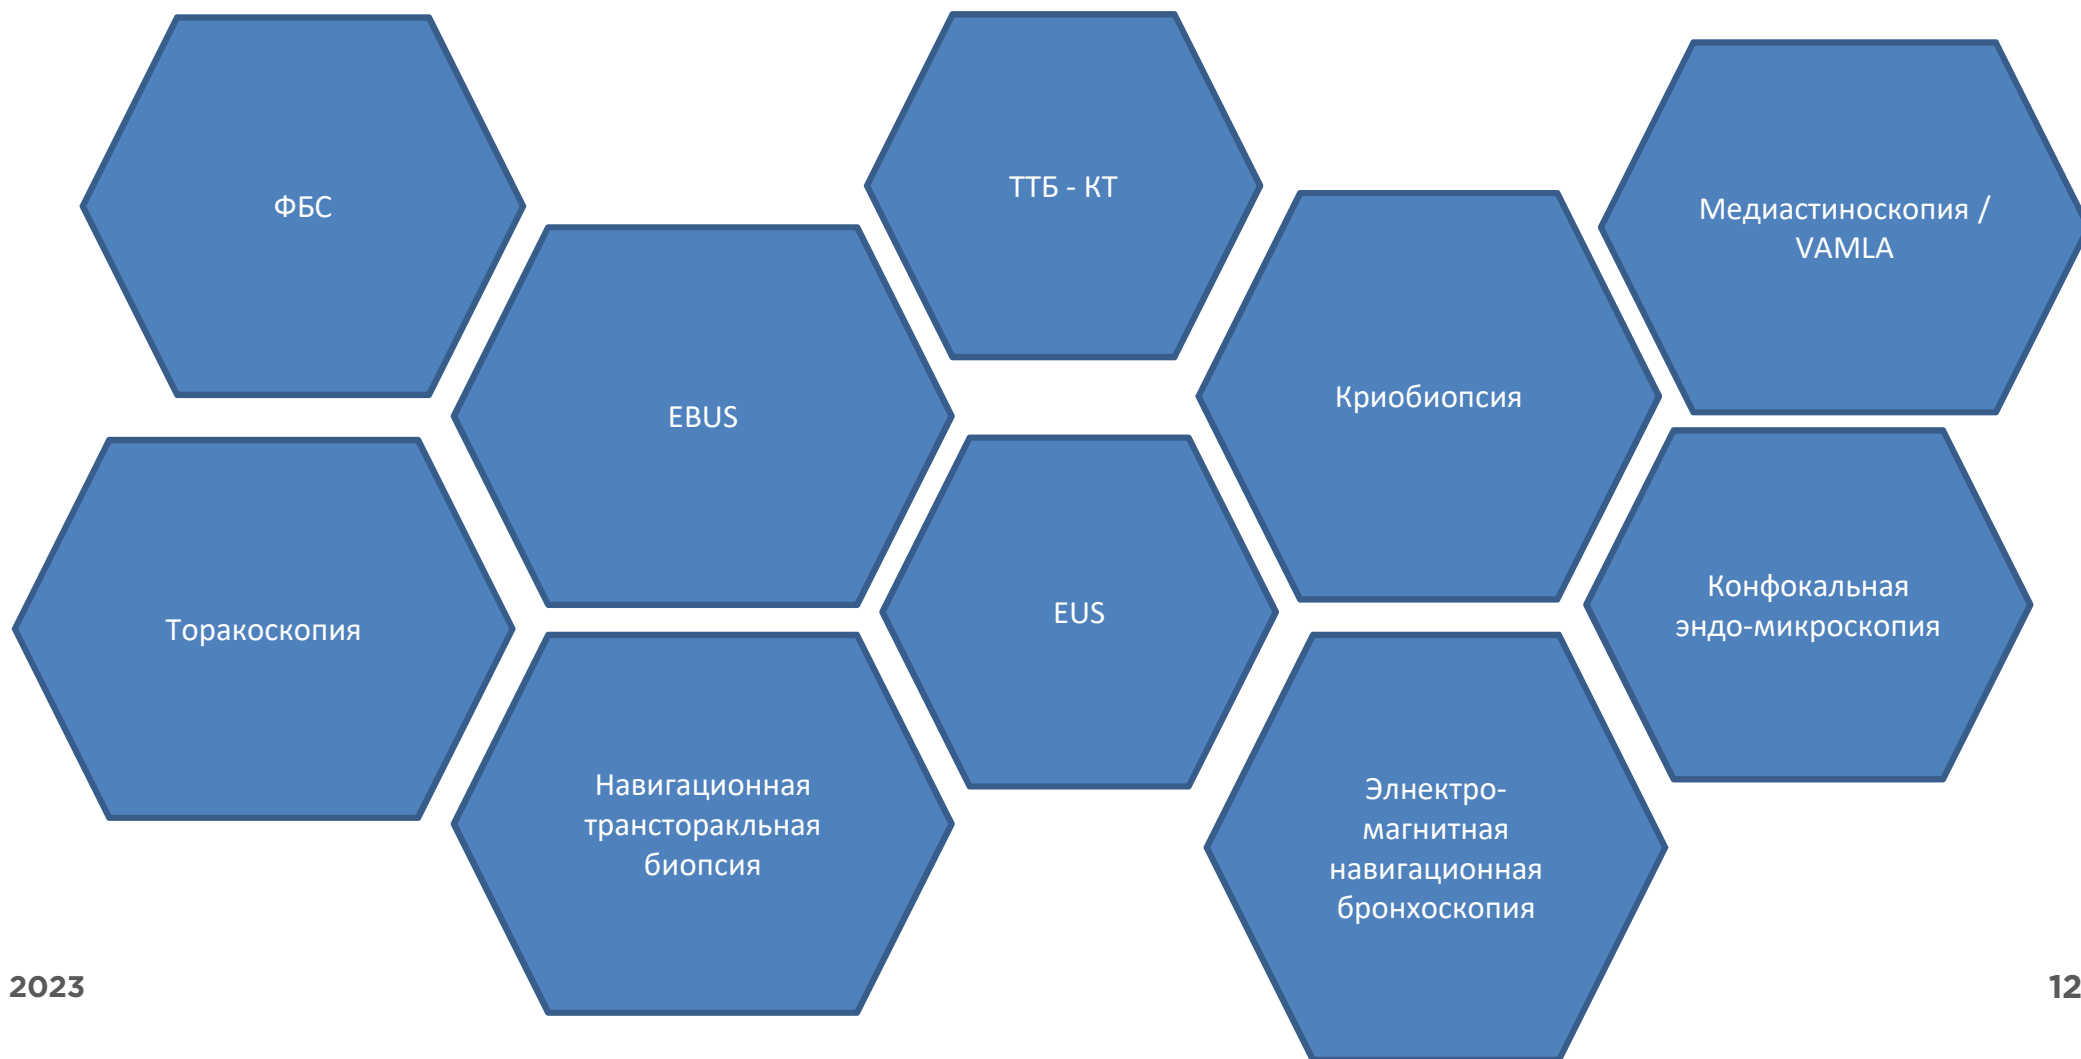 ФБС
ТТБ - КТ
Медиастиноскопия /
VAMLA
EBUS
Криобиопсия
Торакоскопия
EUS
Конфокальная
эндо-микроскопия
Навигационная
трансторакльная
биопсия
Элнектро-
магнитная
навигационная
бронхоскопия
2023
12